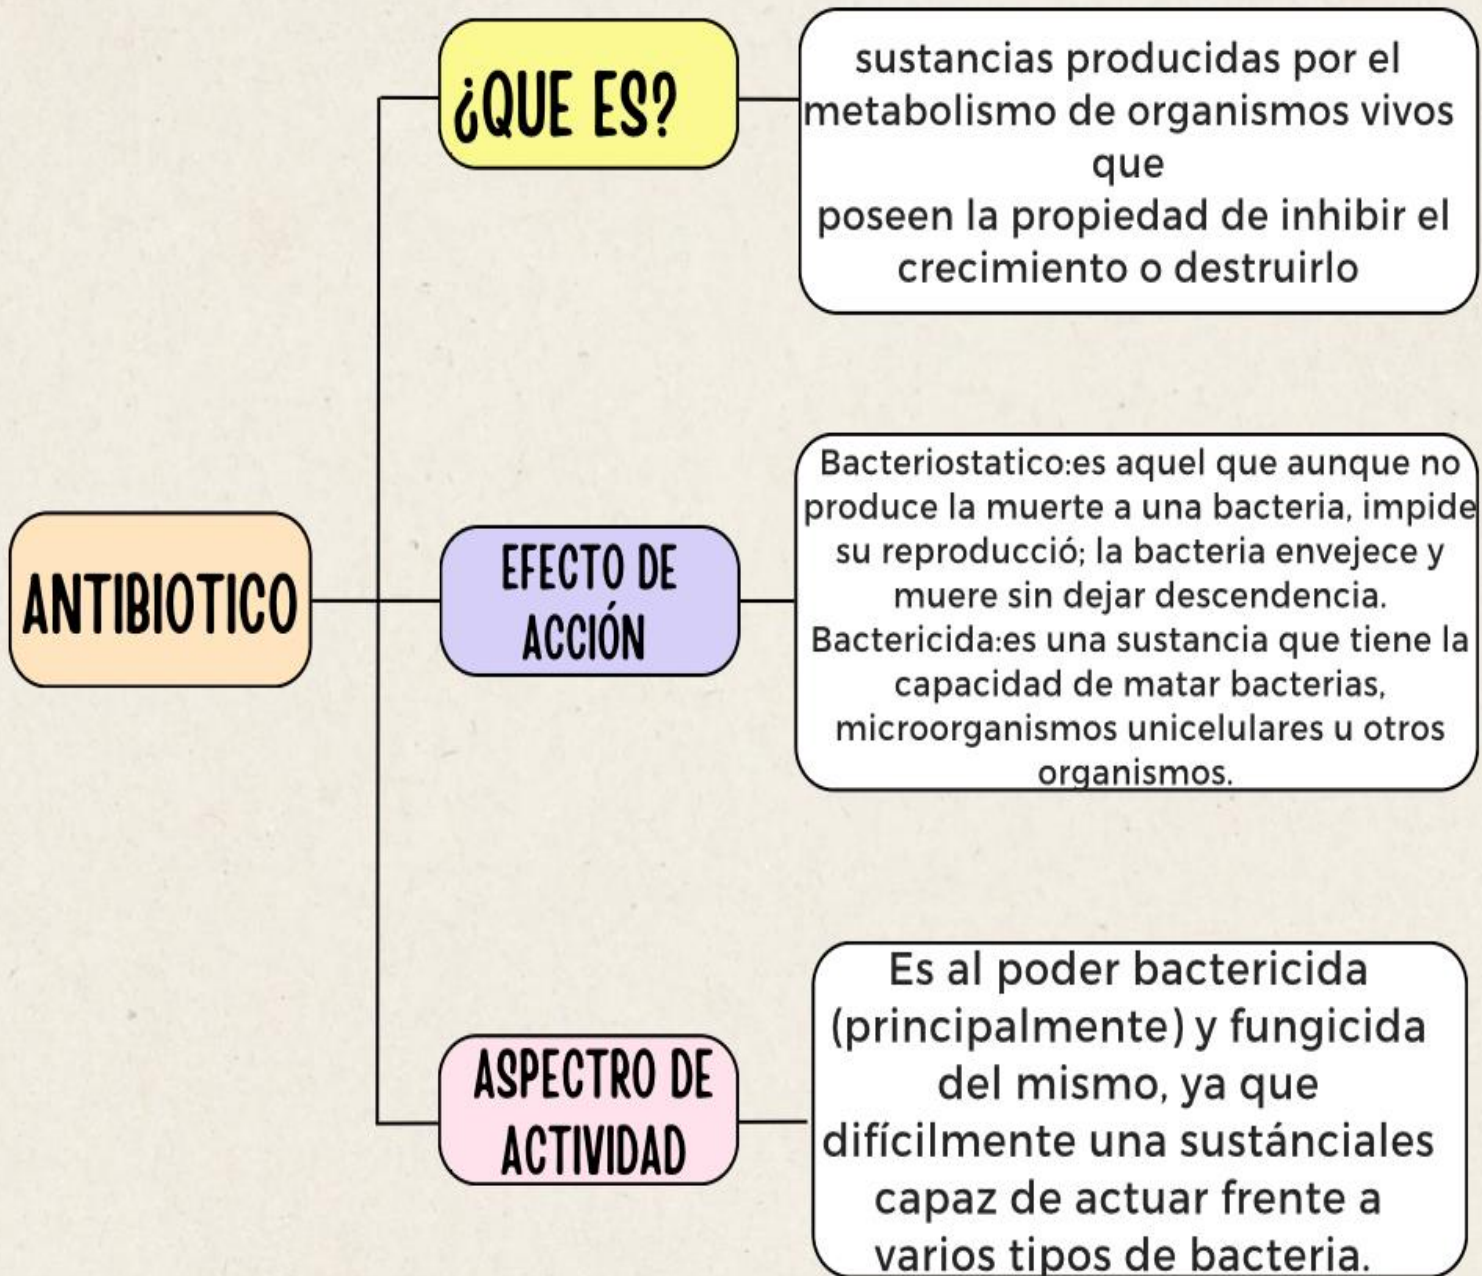 ¿QUE ES?
sustancias producidas por el
metabolismo de organismos vivos
que
poseen la propiedad de inhibir el
crecimiento o destruirlo
ANTIBIOTICO
EFECTO DE
ACCIÓN
Bacteriostatico:es aquel que aunque no
produce la muerte a una bacteria, impide
su reproducció; la bacteria envejece y
muere sin dejar descendencia.
Bactericida:es una sustancia que tiene la
capacidad de matar bacterias,
microorganismos unicelulares u otros
organismos.
ASPECTRO DE
ACTIVIDAD
Es al poder bactericida
(principalmente) y fungicida
del mismo, ya que
difícilmente una sustánciales
capaz de actuar frente a
varios tipos de bacteria.